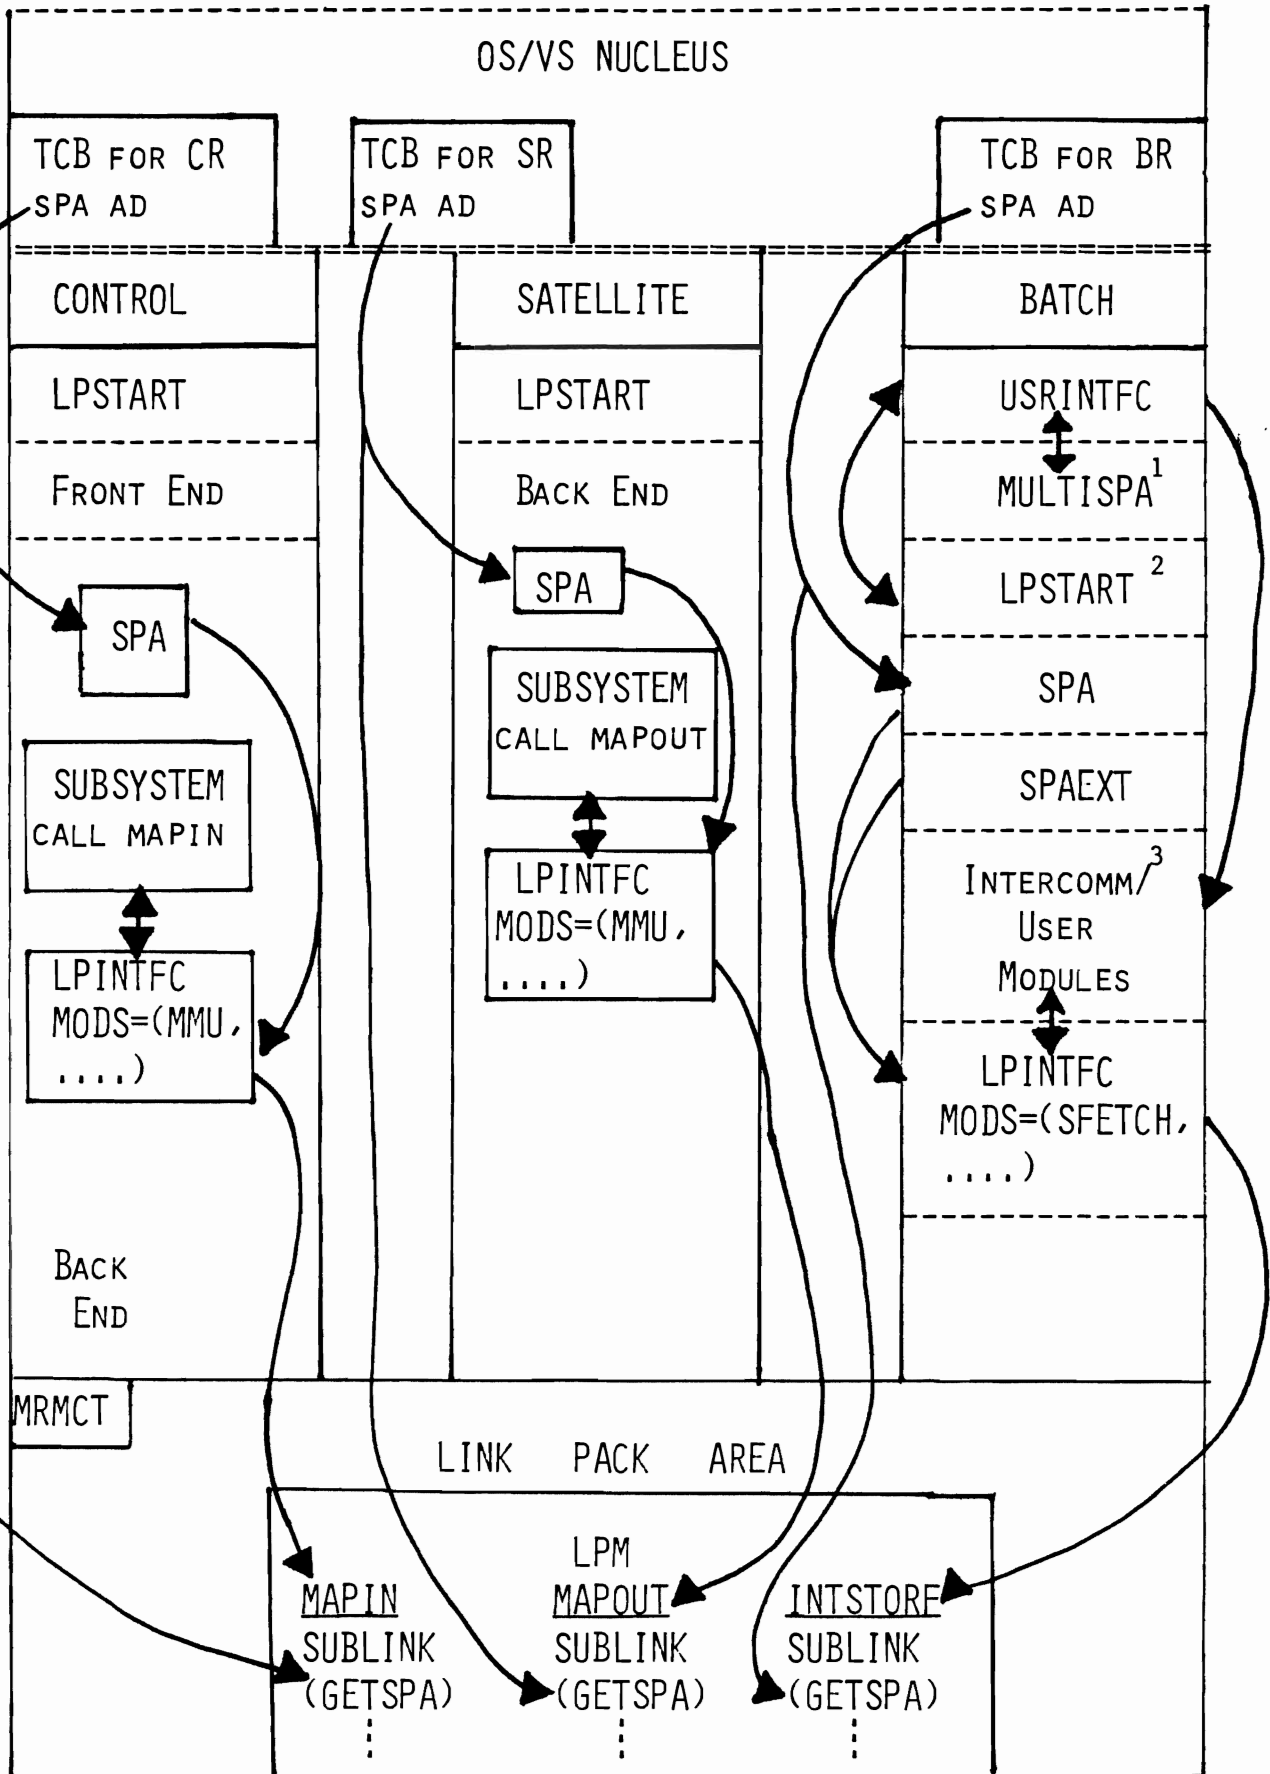 OS/VS NUCLEUS
TCB FOR CR
SPA AD
TCB FOR SR
SPA AD
TCB FOR BR
SPA AD
CONTROL
LPSTART
FRONT END
SPA
SUBSYSTEM
CALL MAPIN
LPINTFC
MODS=(MMU,
....)
BACK
END
SATELLITE
LPSTART
BACK END
SPA
SUBSYSTEM
CALL MAPOUT
LPINTFC
MODS=(MMU,
....)
BATCH
USRINTFC
MULTISPA1
LPSTART 2
SPA
SPAEXT
INTERCOMM/3
USER
MODULES
LPINTFC
MODS=(SFETCH,
....)
MRMCT
LINK PACK AREA
LPM
MAPIN
SUBLINK
(GETSPA)
MAPOUT
SUBLINK
(GETSPA)
INTSTORF
SUBLINK
(GETSPA)